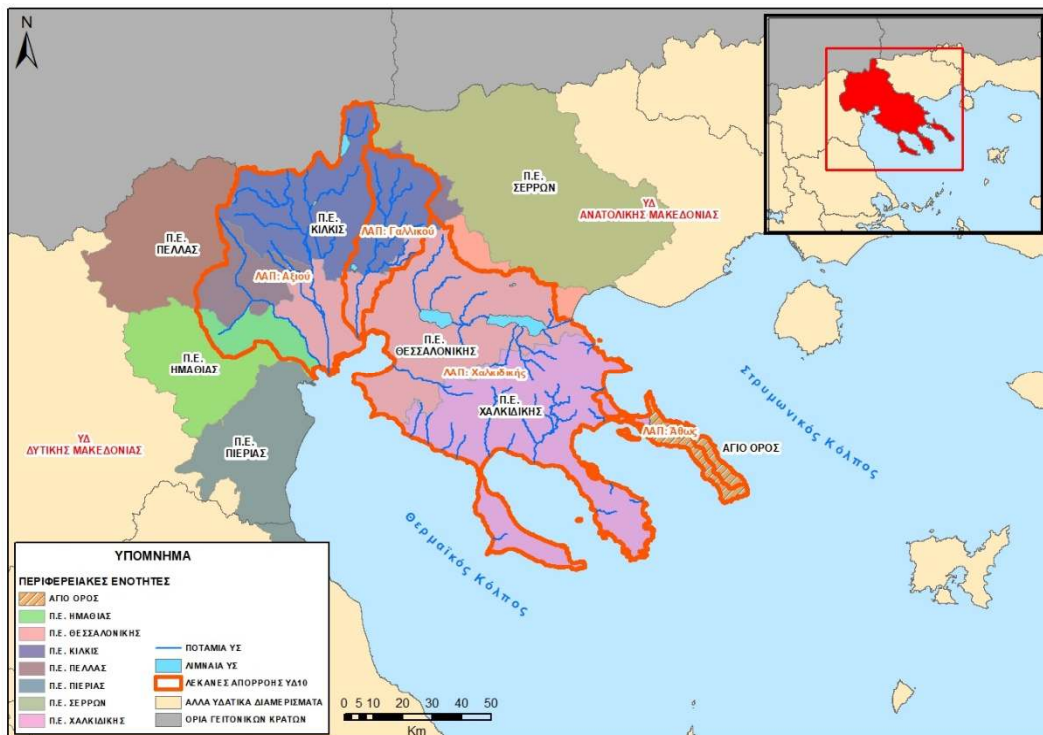 N
Π.Ε.
ΣΕΡΡΩΝ
ΥΔ
ΑΝΑΤΟΛΙΚΗΣ ΜΑΚΕΔΟΝΙΑΣ
Π.Ε.
ΚΙΛΚΙΣ
ΛΑΠ: Γαλλικού
Π.Ε.
ΠΕΛΛΑΣ
ΛΑΠ: Αξιού
Π.Ε.
ΗΜΑΘΙΑΣ
Π.Ε.
ΘΕΣΣΑΛΟΝΙΚΗΣ
ΛΑΠ: Χαλκιδικής
Π.Ε.
ΧΑΛΚΙΔΙΚΗΣ
ΥΔ
ΔΥΤΙΚΗΣ ΜΑΚΕΔΟΝΙΑΣ
Π.Ε.
ΠΙΕΡΙΑΣ
ΛΑΠ: Άθως
ΑΓΙΟ ΟΡΟΣ
Στρυμωνικός Κόλπος
Θερμαϊκός Κόλπος
ΥΠΟΜΝΗΜΑ
ΠΕΡΙΦΕΡΕΙΑΚΕΣ ΕΝΟΤΗΤΕΣ
ΑΓΙΟ ΟΡΟΣ
Π.Ε. ΗΜΑΘΙΑΣ
Π.Ε. ΘΕΣΣΑΛΟΝΙΚΗΣ
Π.Ε. ΚΙΛΚΙΣ
Π.Ε. ΠΕΛΛΑΣ
Π.Ε. ΠΙΕΡΙΑΣ
Π.Ε. ΣΕΡΡΩΝ
Π.Ε. ΧΑΛΚΙΔΙΚΗΣ
ΠΟΤΑΜΙΑ ΥΣ
ΛΙΜΝΑΙΑ ΥΣ
ΛΕΚΑΝΕΣ ΑΠΟΡΡΟΗΣ ΥΔ10
ΑΛΛΑ ΥΔΑΤΙΚΑ ΔΙΑΜΕΡΙΣΜΑΤΑ
ΟΡΙΑ ΓΕΙΤΟΝΙΚΩΝ ΚΡΑΤΩΝ
0 5 10 20 30 40 50
Km